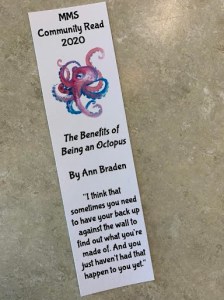 MMS
Community Read
2020
The Benefits of
Being an Octopus
By Ann Braden
"I think that
sometimes you need
to have your back up
against the wall to
find out what you're
made of. And you
just haven't had that
happen to you yet."